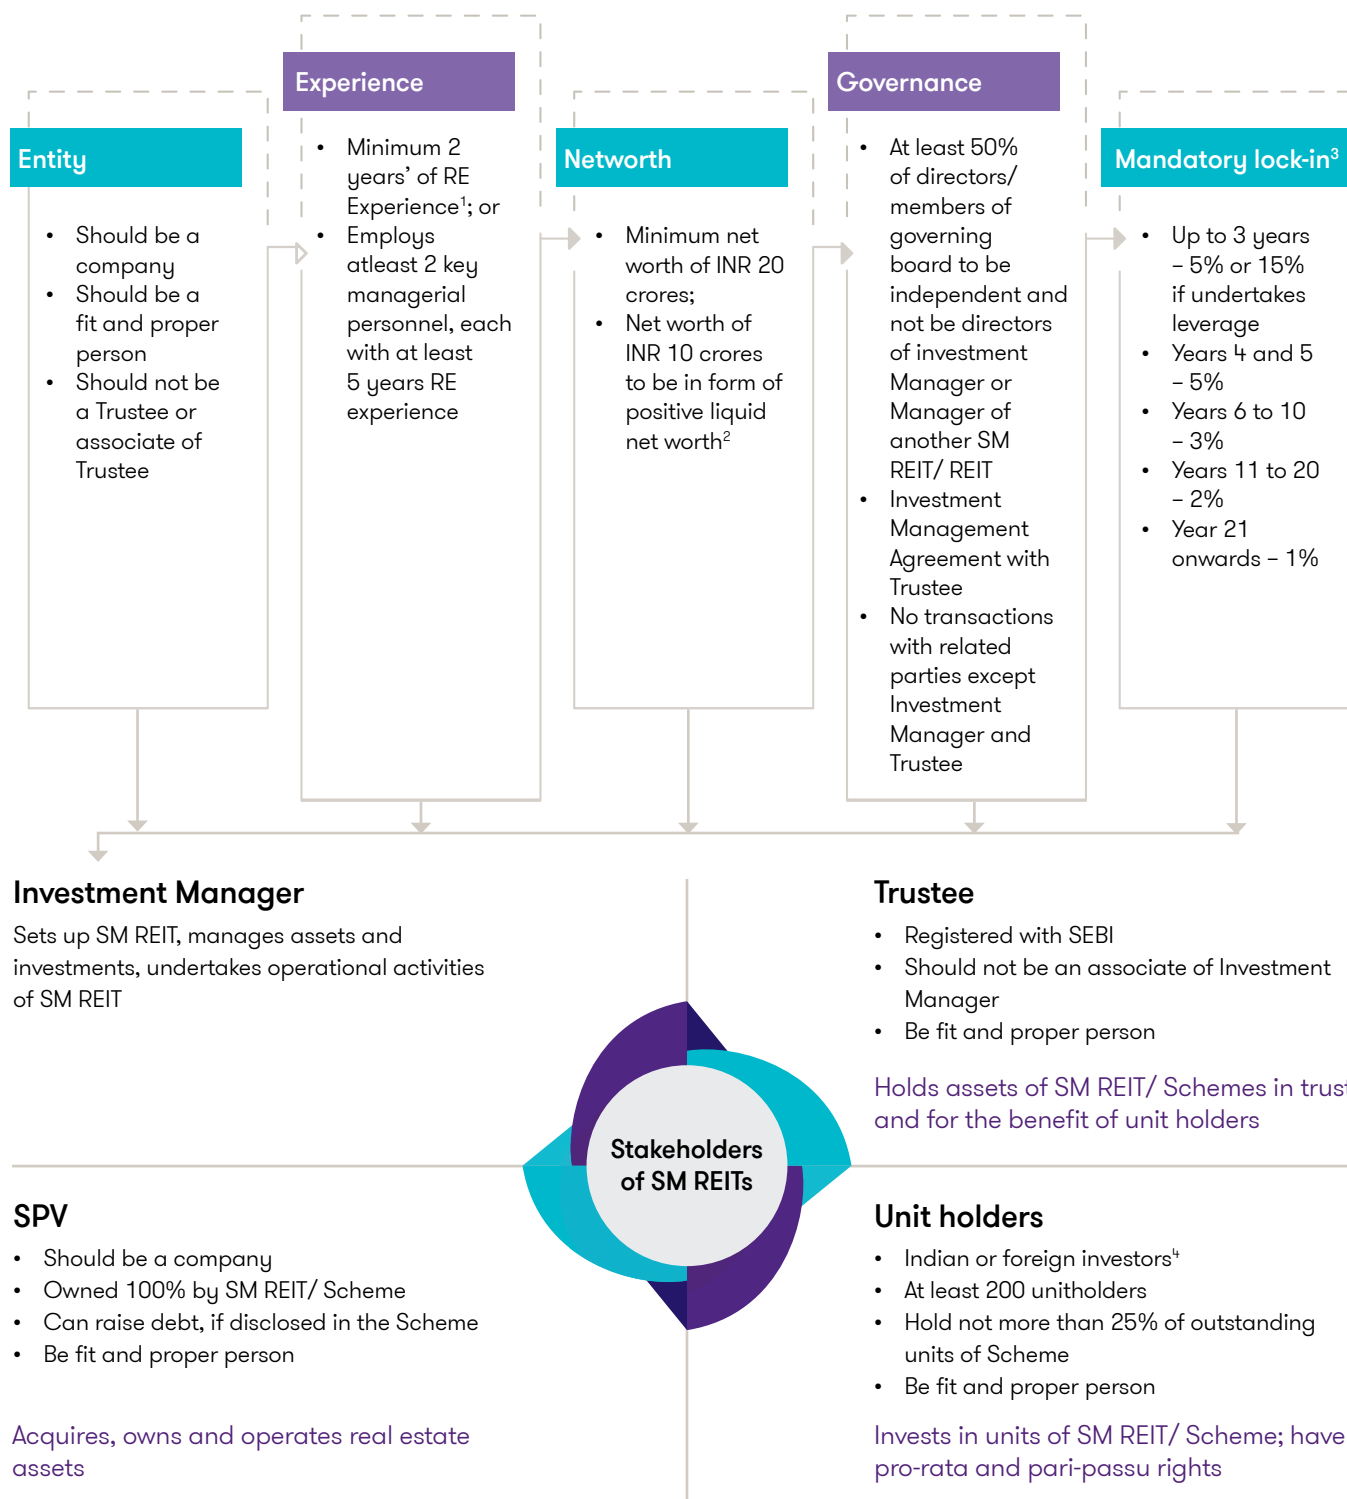 Entity
• Should be a
company
• Should be a
fit and proper
person
• Should not be
a Trustee or
associate of
Trustee
Experience
• Minimum 2
years’ of RE
Experience¹; or
• Employs
atleast 2 key
managerial
personnel, each
with at least
5 years RE
experience
Networth
• Minimum net
worth of INR 20
crores;
• Net worth of
INR 10 crores
to be in form of
positive liquid
net worth²
Governance
• At least 50%
of directors/
members of
governing
board to be
independent and
not be directors
of investment
Manager or
Manager of
another SM
REIT/ REIT
• Investment
Management
Agreement with
Trustee
• No transactions
with related
parties except
Investment
Manager and
Trustee
Mandatory lock-in³
• Up to 3 years
– 5% or 15%
if undertakes
leverage
• Years 4 and 5
– 5%
• Years 6 to 10
– 3%
• Years 11 to 20
– 2%
• Year 21
onwards – 1%
Investment Manager
Sets up SM REIT, manages assets and
investments, undertakes operational activities
of SM REIT
Trustee
• Registered with SEBI
• Should not be an associate of Investment
Manager
• Be fit and proper person
Holds assets of SM REIT/ Schemes in trust
and for the benefit of unit holders
Stakeholders
of SM REITs
SPV
• Should be a company
• Owned 100% by SM REIT/ Scheme
• Can raise debt, if disclosed in the Scheme
• Be fit and proper person
Acquires, owns and operates real estate
assets
Unit holders
• Indian or foreign investors⁴
• At least 200 unitholders
• Hold not more than 25% of outstanding
units of Scheme
• Be fit and proper person
Invests in units of SM REIT/ Scheme; have
pro-rata and pari-passu rights